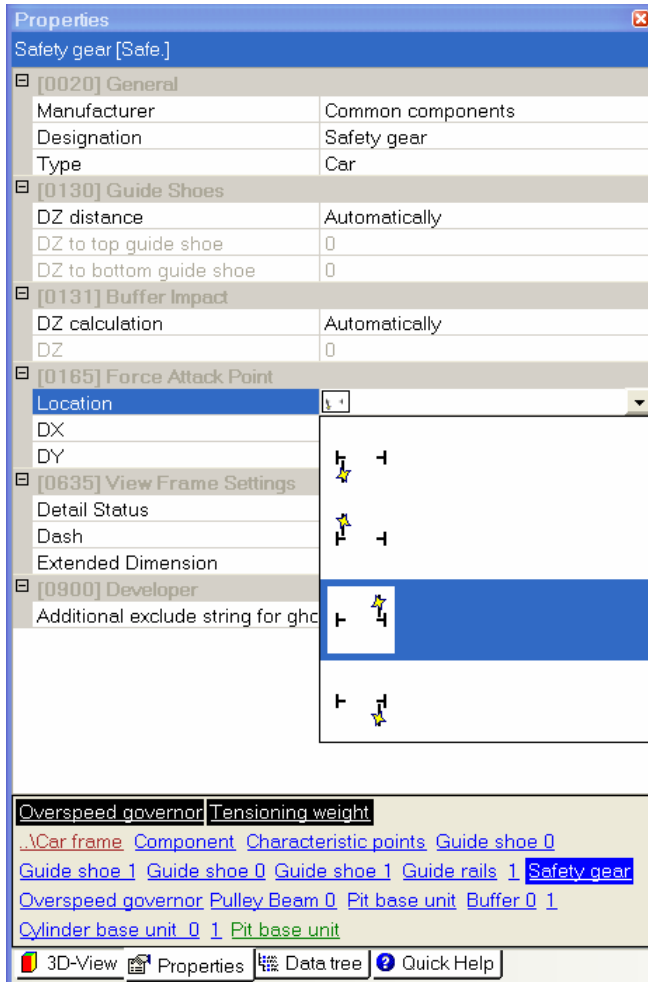 Properties
Safety gear [Safe.]
[0020] General
Manufacturer Common components
Designation Safety gear
Type Car
[0130] Guide Shoes
DZ distance Automatically
DZ to top guide shoe 0
DZ to bottom guide shoe 0
[0131] Buffer Impact
DZ calculation Automatically
DZ 0
[0165] Force Attack Point
Location
DX
DY
[0635] View Frame Settings
Detail Status
Dash
Extended Dimension
[0900] Developer
Additional exclude string for ghc
Overspeed governor Tensioning weight
..\Car frame Component Characteristic points Guide shoe 0
Guide shoe 1 Guide shoe 0 Guide shoe 1 Guide rails 1 Safety gear
Overspeed governor Pulley Beam 0 Pit base unit Buffer 0 1
Cylinder base unit 0 1 Pit base unit
3D-View Properties Data tree Quick Help